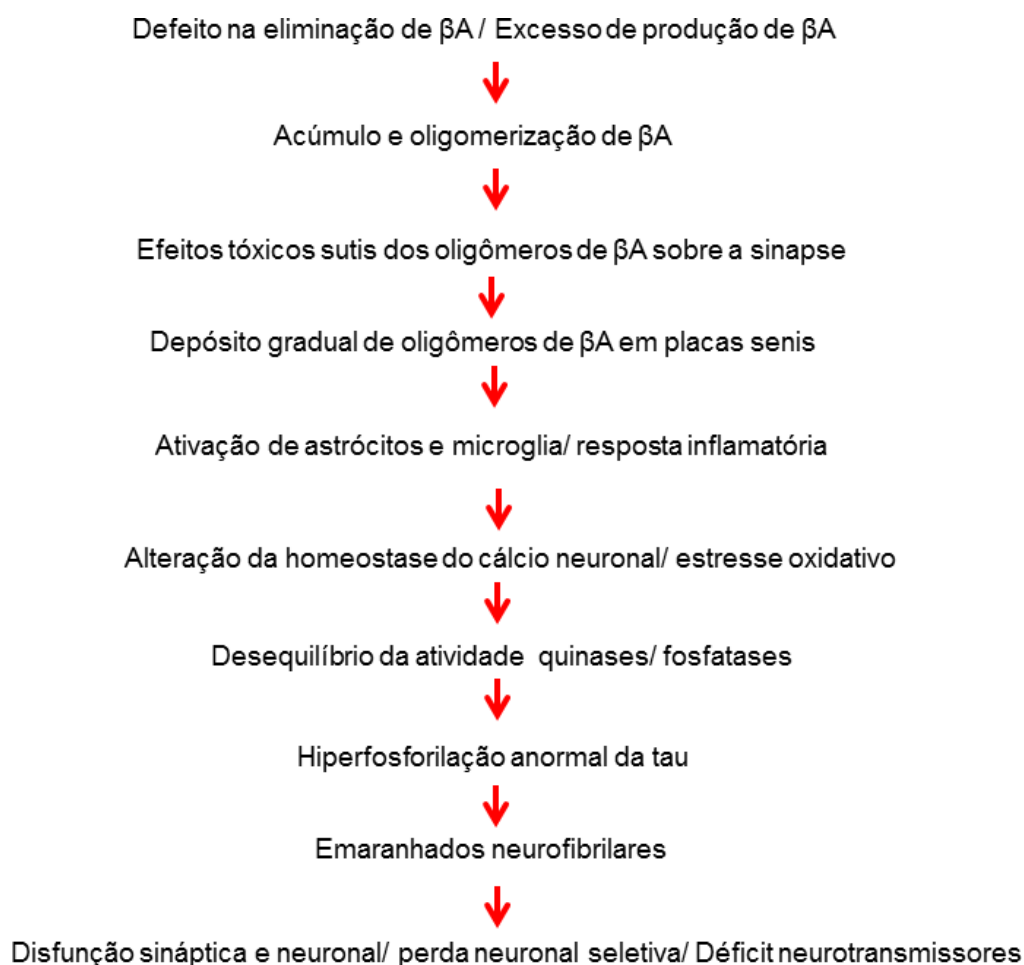 Defeito na eliminação de βA / Excesso de produção de βA
Acúmulo e oligomerização de βA
Efeitos tóxicos sutis dos oligômeros de βA sobre a sinapse
Depósito gradual de oligômeros de βA em placas senis
Ativação de astrócitos e microglia/ resposta inflamatória
Alteração da homeostase do cálcio neuronal/ estresse oxidativo
Desequilíbrio da atividade quinases/ fosfatases
Hiperfosforilação anormal da tau
Emaranhados neurofibrilares
Disfunção sináptica e neuronal/ perda neuronal seletiva/ Déficit neurotransmissores